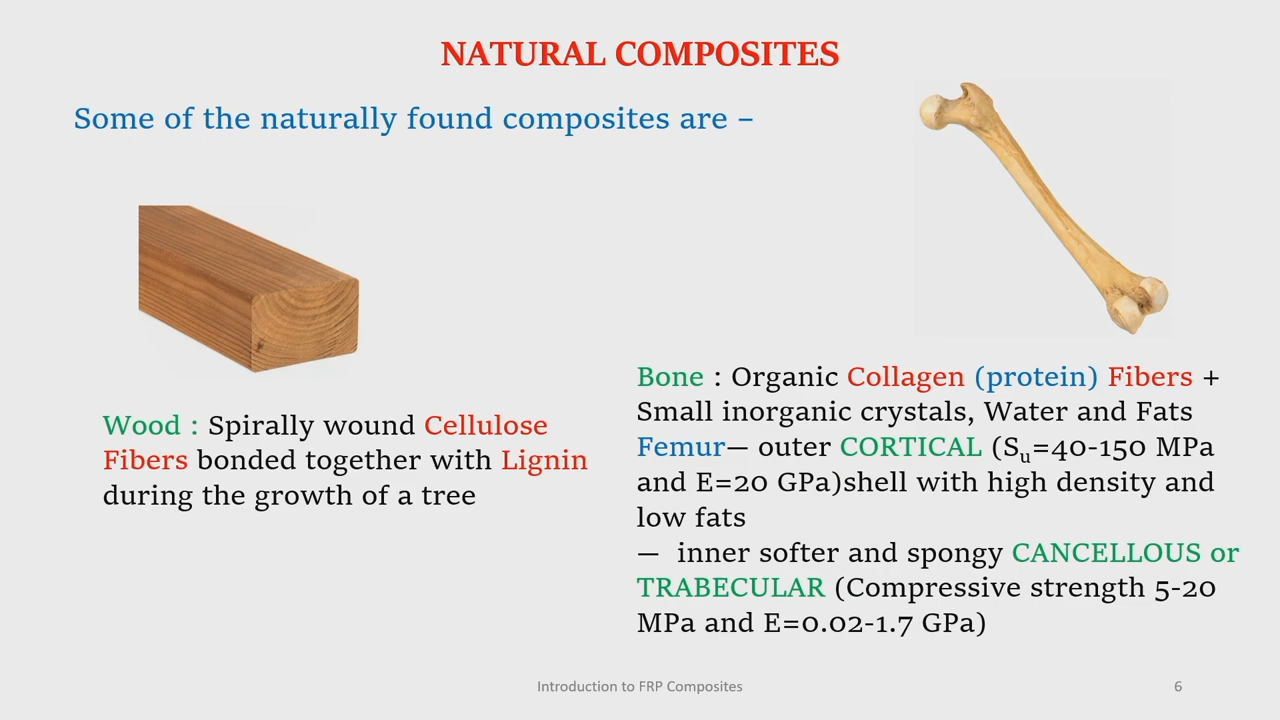 NATURAL COMPOSITES
Some of the naturally found composites are –
Wood : Spirally wound Cellulose
Fibers bonded together with Lignin
during the growth of a tree
Bone : Organic Collagen (protein) Fibers +
Small inorganic crystals, Water and Fats
Femur— outer CORTICAL (Su=40-150 MPa
and E=20 GPa)shell with high density and
low fats
— inner softer and spongy CANCELLOUS or
TRABECULAR (Compressive strength 5-20
MPa and E=0.02-1.7 GPa)
Introduction to FRP Composites
6